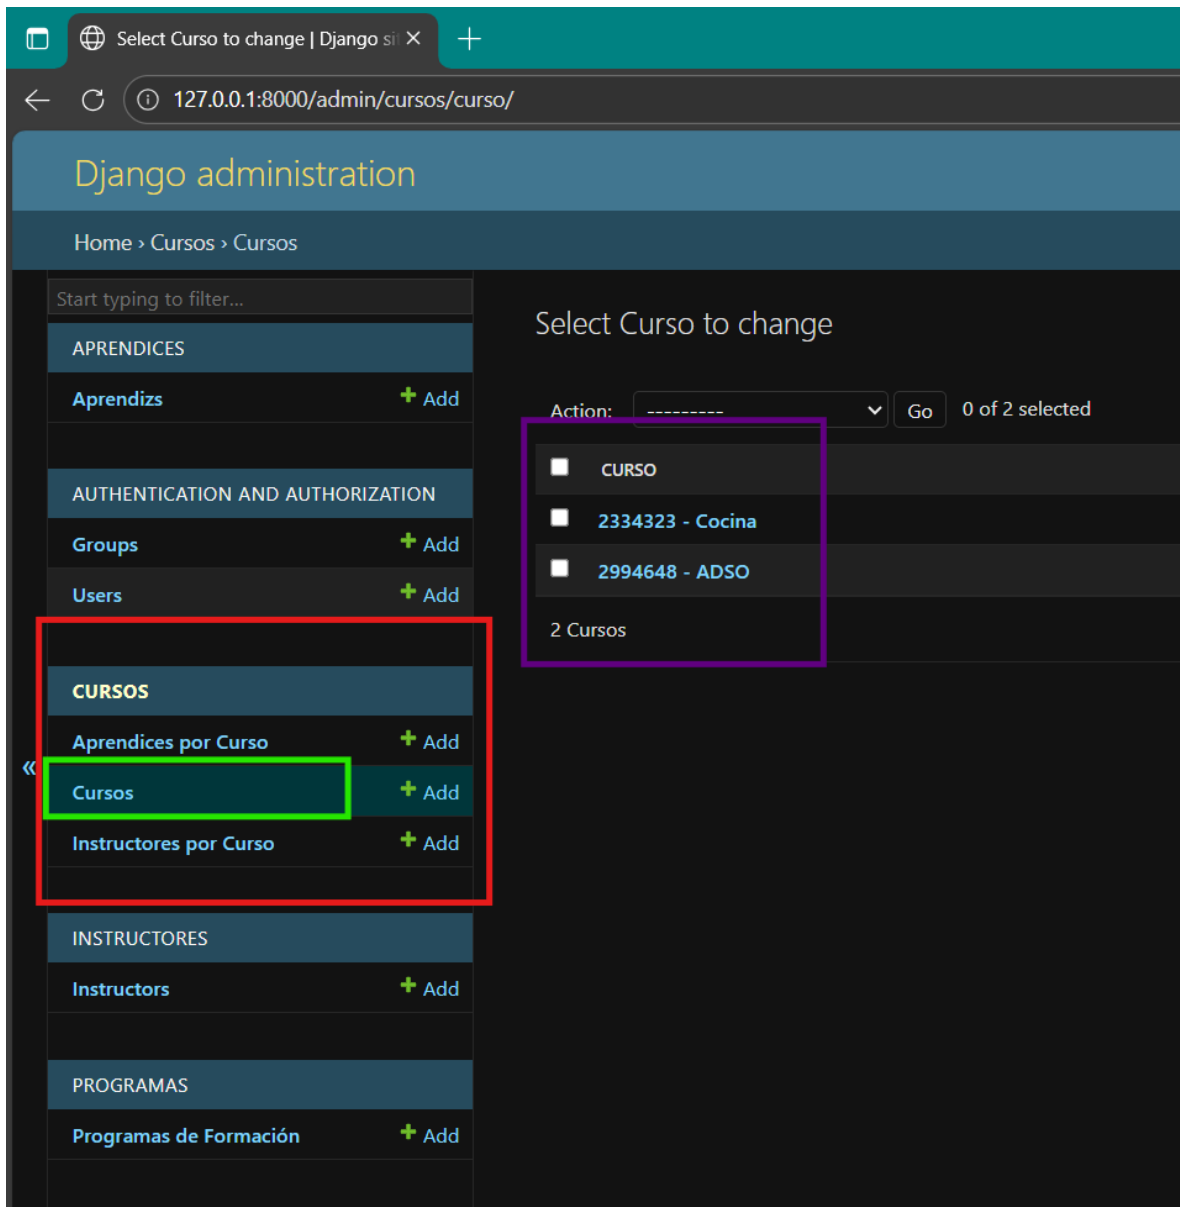 Select Curso to change | Django si
127.0.0.1:8000/admin/cursos/curso/
Django administration
Home › Cursos › Cursos
Start typing to filter...
APRENDICES
Aprendizs + Add
AUTHENTICATION AND AUTHORIZATION
Groups + Add
Users + Add
CURSOS
Aprendices por Curso + Add
Cursos + Add
Instructores por Curso + Add
INSTRUCTORES
Instructors + Add
PROGRAMAS
Programas de Formación + Add
«
Select Curso to change
Action: --------- Go 0 of 2 selected
CURSO
2334323 - Cocina
2994648 - ADSO
2 Cursos